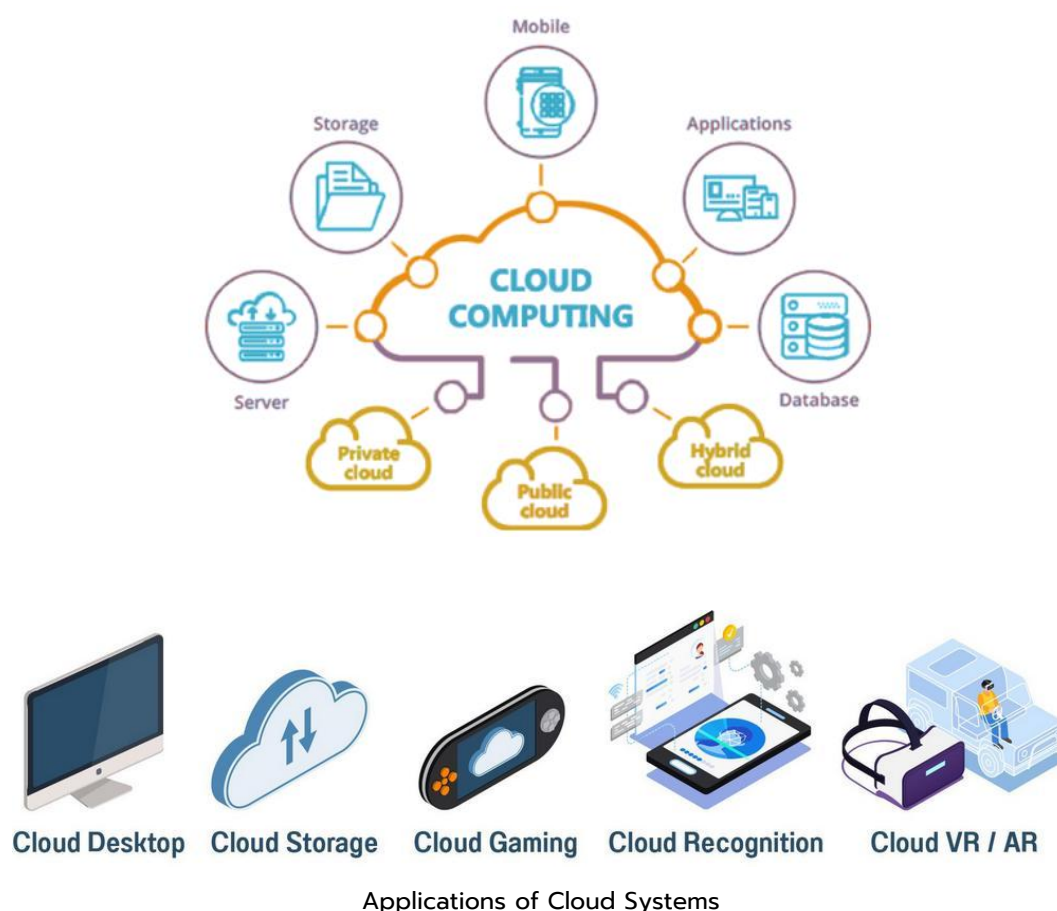 Mobile
Storage
Applications
CLOUD
COMPUTING
Server
Database
Private
cloud
Public
cloud
Hybrid
cloud
Cloud Desktop
Cloud Storage
Cloud Gaming
Cloud Recognition
Cloud VR / AR
Applications of Cloud Systems